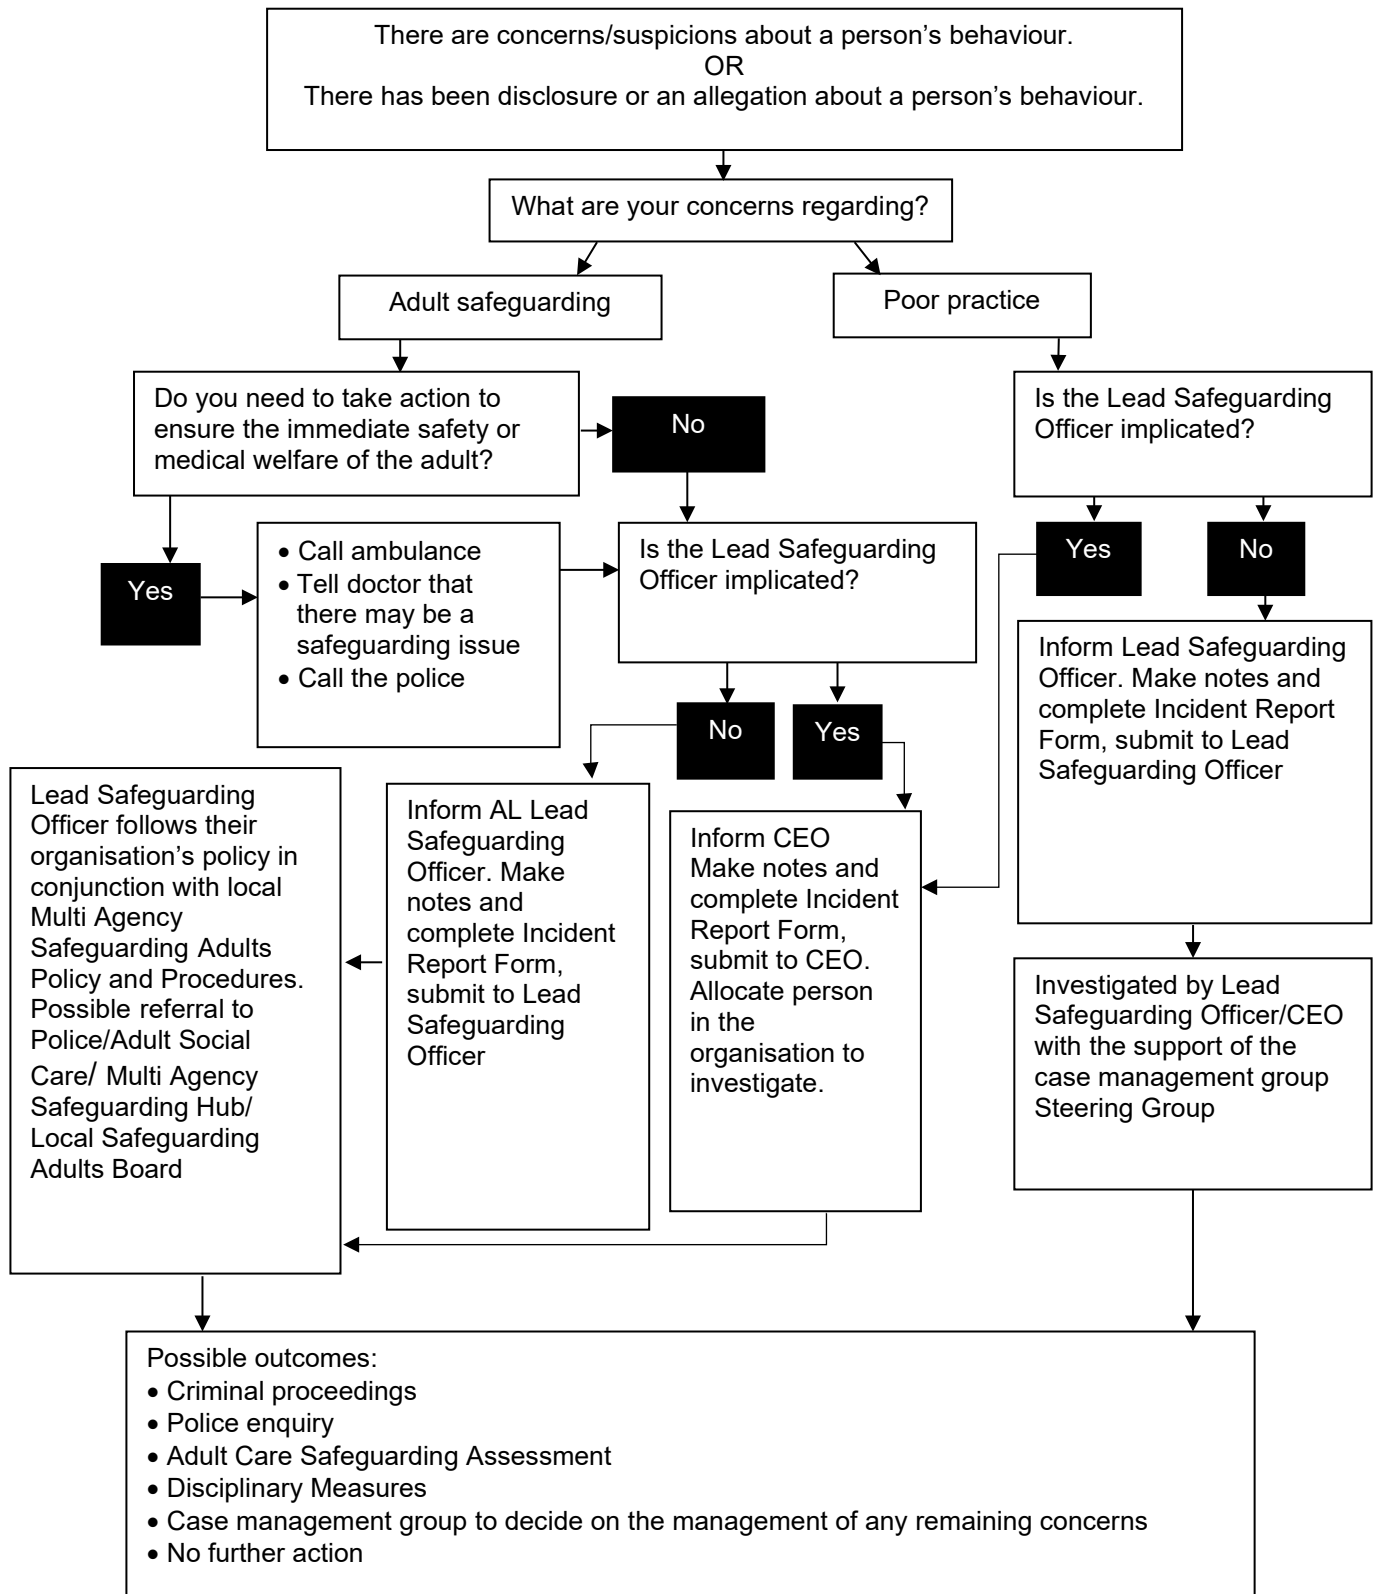 There are concerns/suspicions about a person's behaviour.
OR
There has been disclosure or an allegation about a person's behaviour.
What are your concerns regarding?
Adult safeguarding
Poor practice
Do you need to take action to
ensure the immediate safety or
medical welfare of the adult?
No
Is the Lead Safeguarding
Officer implicated?
Yes
• Call ambulance
• Tell doctor that
there may be a
safeguarding issue
• Call the police
Is the Lead Safeguarding
Officer implicated?
Yes
No
No
Yes
Inform Lead Safeguarding
Officer. Make notes and
complete Incident Report
Form, submit to Lead
Safeguarding Officer
Lead Safeguarding
Officer follows their
organisation's policy in
conjunction with local
Multi Agency
Safeguarding Adults
Policy and Procedures.
Possible referral to
Police/Adult Social
Care/ Multi Agency
Safeguarding Hub/
Local Safeguarding
Adults Board
Inform AL Lead
Safeguarding
Officer. Make
notes and
complete Incident
Report Form,
submit to Lead
Safeguarding
Officer
Inform CEO
Make notes and
complete Incident
Report Form,
submit to CEO.
Allocate person
in the
organisation to
investigate.
Investigated by Lead
Safeguarding Officer/CEO
with the support of the
case management group
Steering Group
Possible outcomes:
• Criminal proceedings
• Police enquiry
• Adult Care Safeguarding Assessment
• Disciplinary Measures
• Case management group to decide on the management of any remaining concerns
• No further action